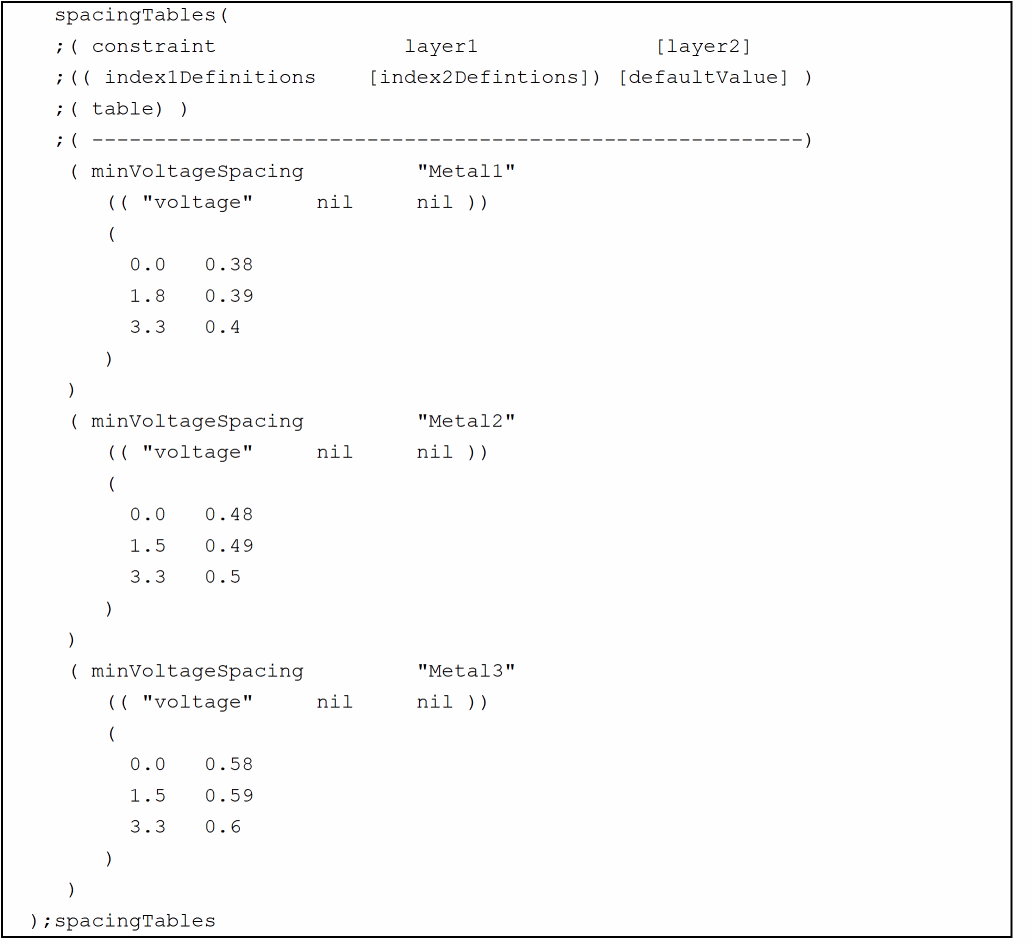 spacingTables(
;( constraint layer1 [layer2]
;(( index1Definitions [index2Defintions]) [defaultValue] )
;( table) )
;( ---------------------------------------------------------)
( minVoltageSpacing "Metal1"
(( "voltage" nil nil ))
(
0.0 0.38
1.8 0.39
3.3 0.4
)
)
( minVoltageSpacing "Metal2"
(( "voltage" nil nil ))
(
0.0 0.48
1.5 0.49
3.3 0.5
)
)
( minVoltageSpacing "Metal3"
(( "voltage" nil nil ))
(
0.0 0.58
1.5 0.59
3.3 0.6
)
)
);spacingTables